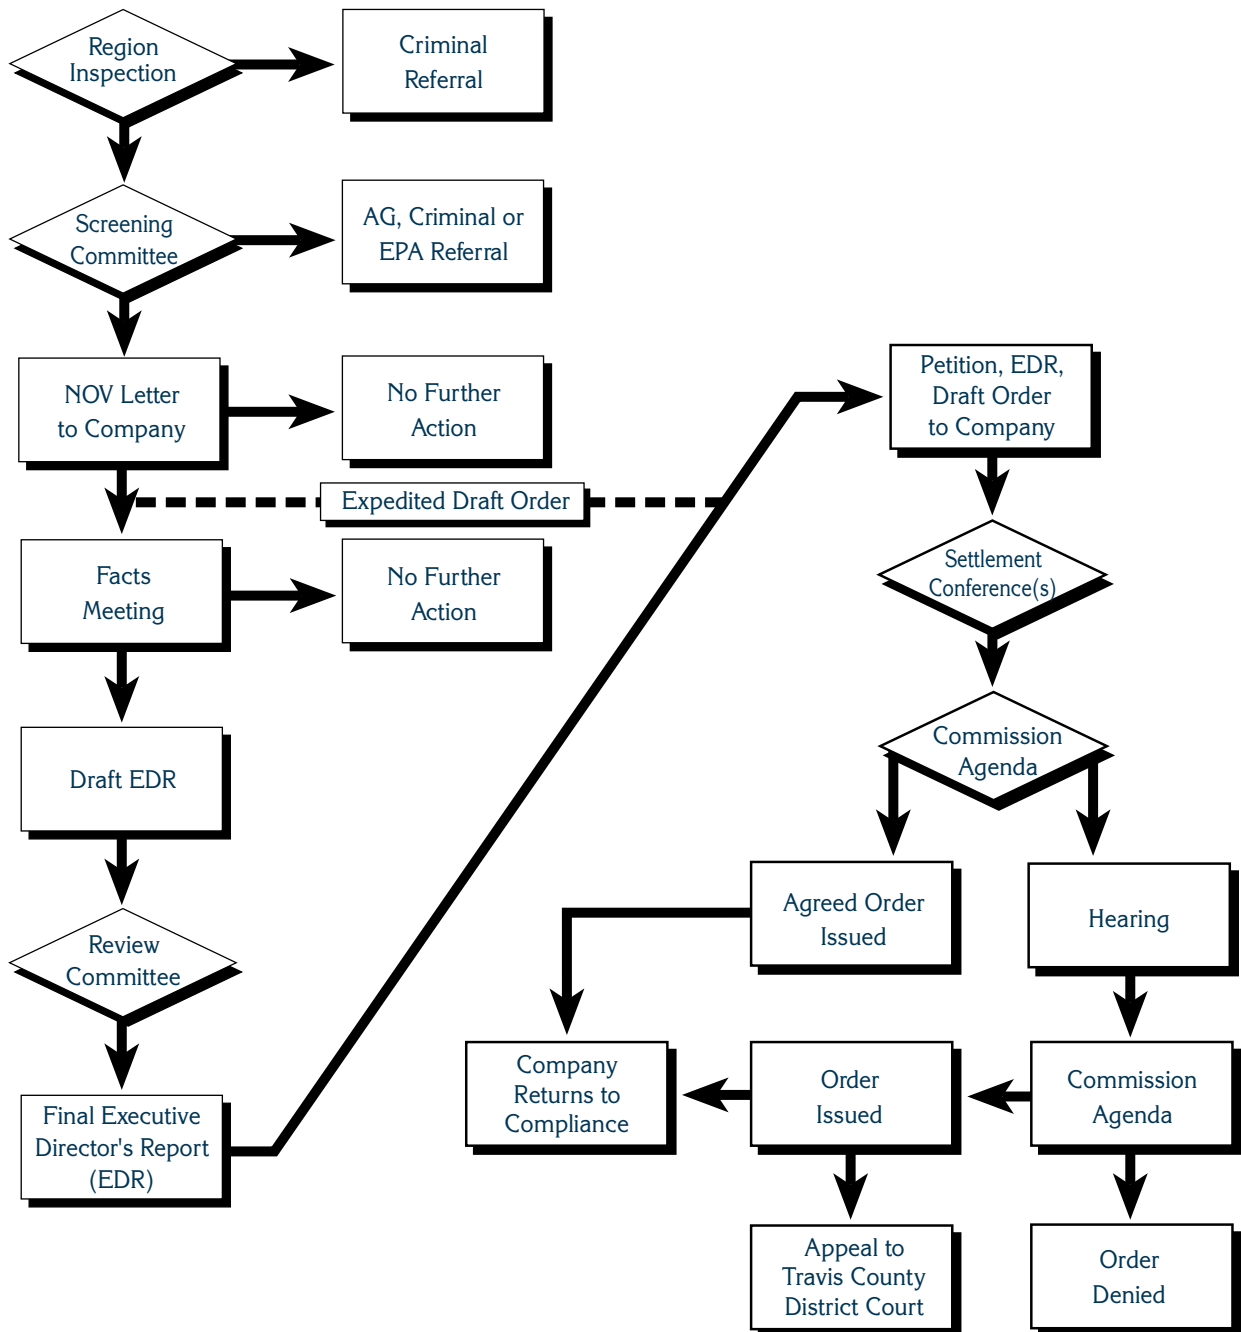 Region
Inspection
Criminal
Referral
Screening
Committee
AG, Criminal or
EPA Referral
NOV Letter
to Company
No Further
Action
Expedited Draft Order
Facts
Meeting
No Further
Action
Draft EDR
Review
Committee
Final Executive
Director's Report
(EDR)
Petition, EDR,
Draft Order
to Company
Settlement
Conference(s)
Commission
Agenda
Agreed Order
Issued
Hearing
Company
Returns to
Compliance
Order
Issued
Commission
Agenda
Appeal to
Travis County
District Court
Order
Denied